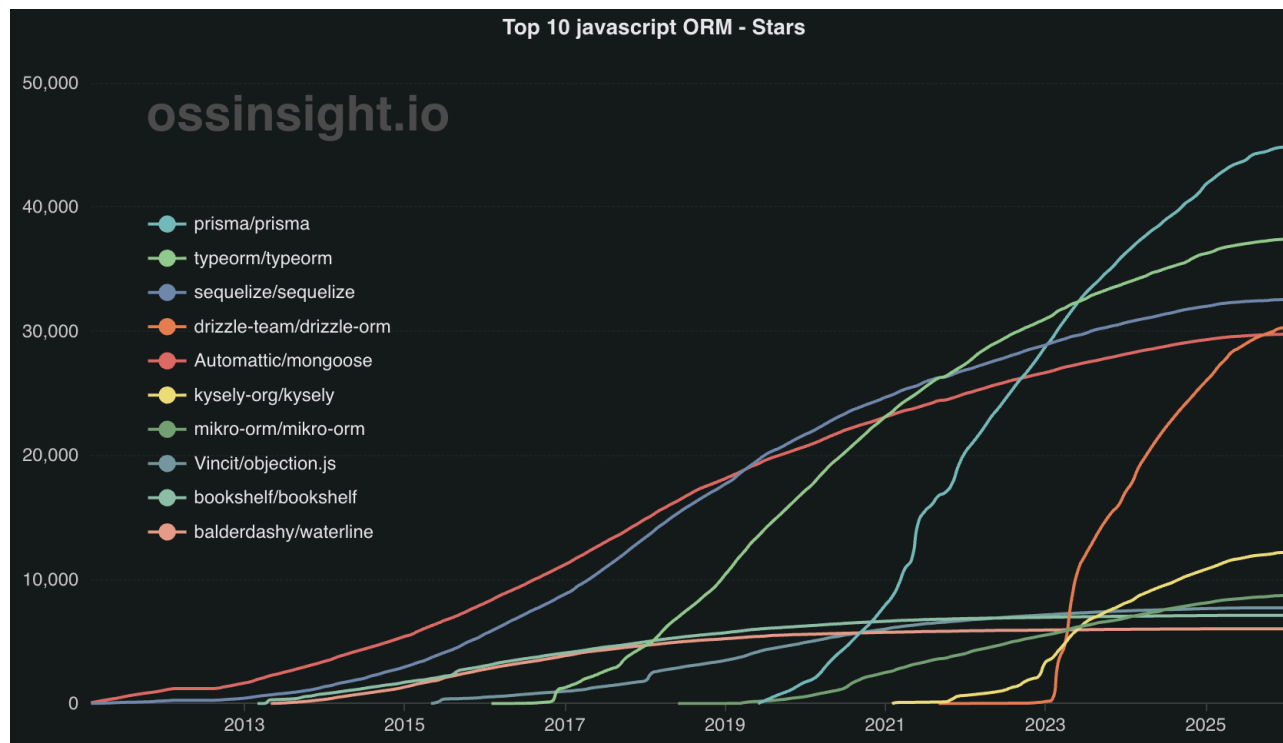 Top 10 javascript ORM - Stars
50,000
ossinsight.io
40,000
prisma/prisma
typeorm/typeorm
sequelize/sequelize
30,000
drizzle-team/drizzle-orm
Automattic/mongoose
kysely-org/kysely
mikro-orm/mikro-orm
20,000
Vincit/objection.js
bookshelf/bookshelf
balderdashy/waterline
10,000
0
2013 2015 2017 2019 2021 2023 2025